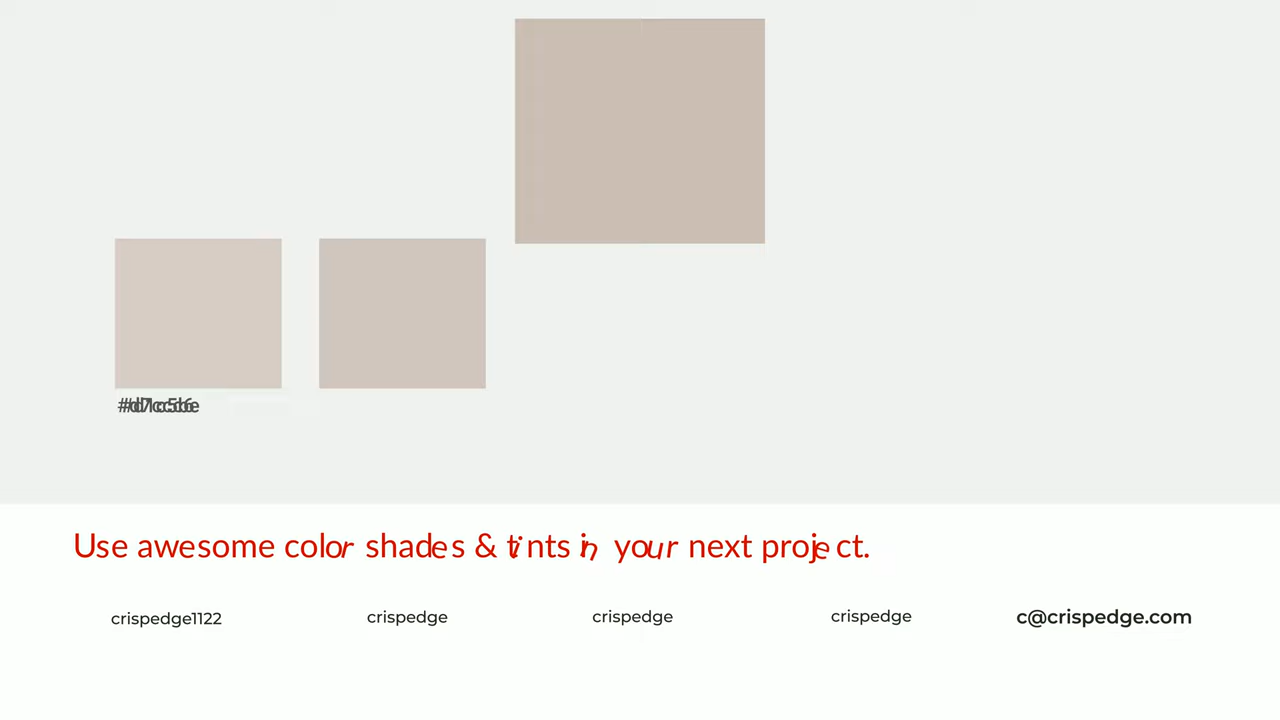 Use awesome color shades & tints in your next project.
crispedge1122 crispedge crispedge crispedge c@crispedge.com